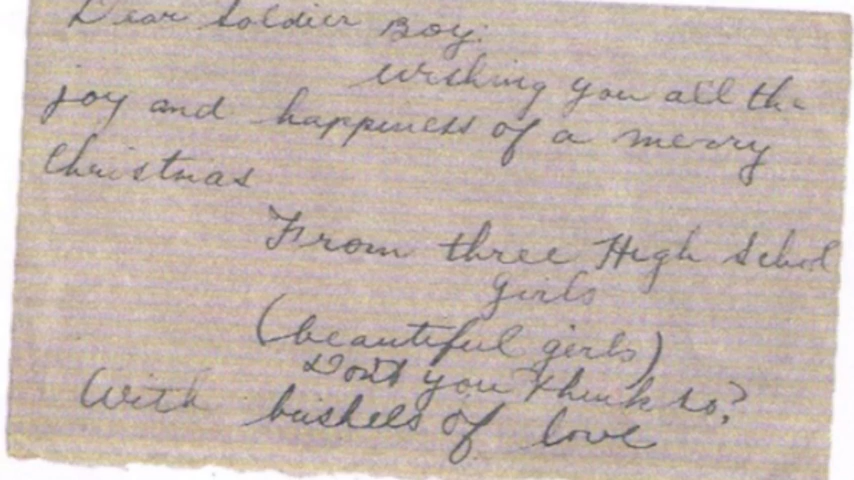 Dear Soldier Boy:
wishing you all the
joy and happiness of a merry
Christmas
From three High School
girls
(beautiful girls)
Don't you think so?
With bushels of love